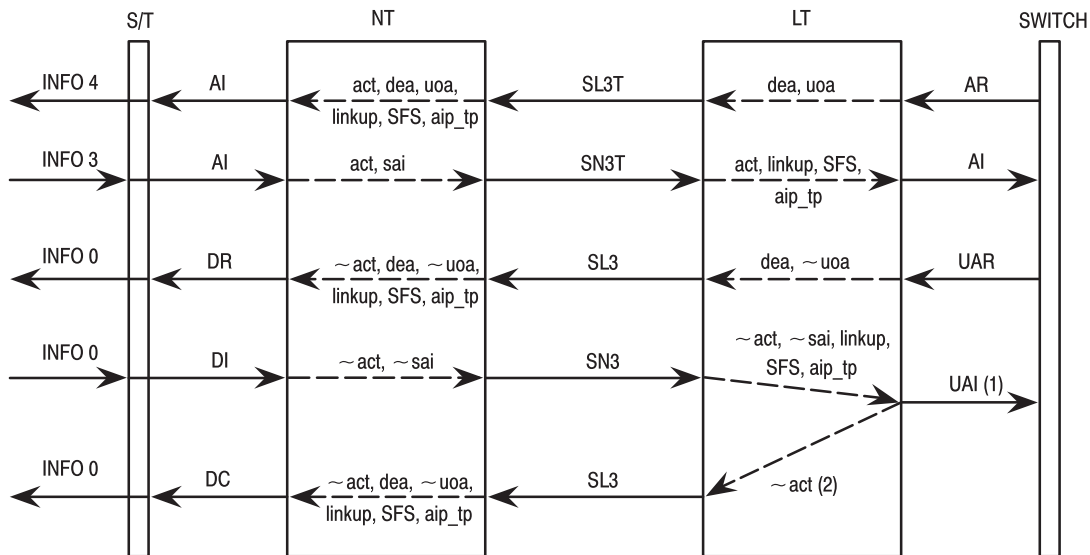 S/T NT LT SWITCH
INFO 4 AI act, dea, uoa, SL3T dea, uoa AR
linkup, SFS, aip_tp
INFO 3 AI act, sai SN3T act, linkup, SFS, AI
aip_tp
INFO 0 DR ~act, dea, ~uoa, SL3 dea, ~uoa UAR
linkup, SFS, aip_tp
INFO 0 DI ~act, ~sai SN3 ~act, ~sai, linkup,
SFS, aip_tp
UAI (1)
INFO 0 DC ~act, dea, ~uoa, SL3 ~act (2)
linkup, SFS, aip_tp